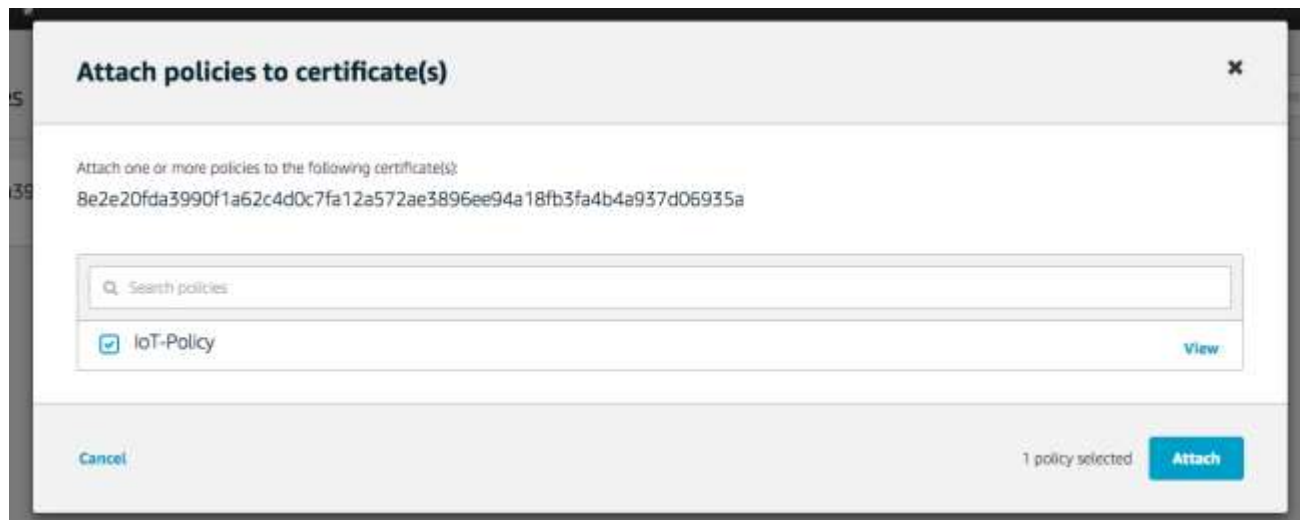 Attach policies to certificate(s)
Attach one or more policies to the following certificate(s):
8e2e20fda3990f1a62c4d0c7fa12a572ae3896ee94a18fb3fa4b4a937d06935a
Search policies
IoT-Policy
View
Cancel
1 policy selected
Attach